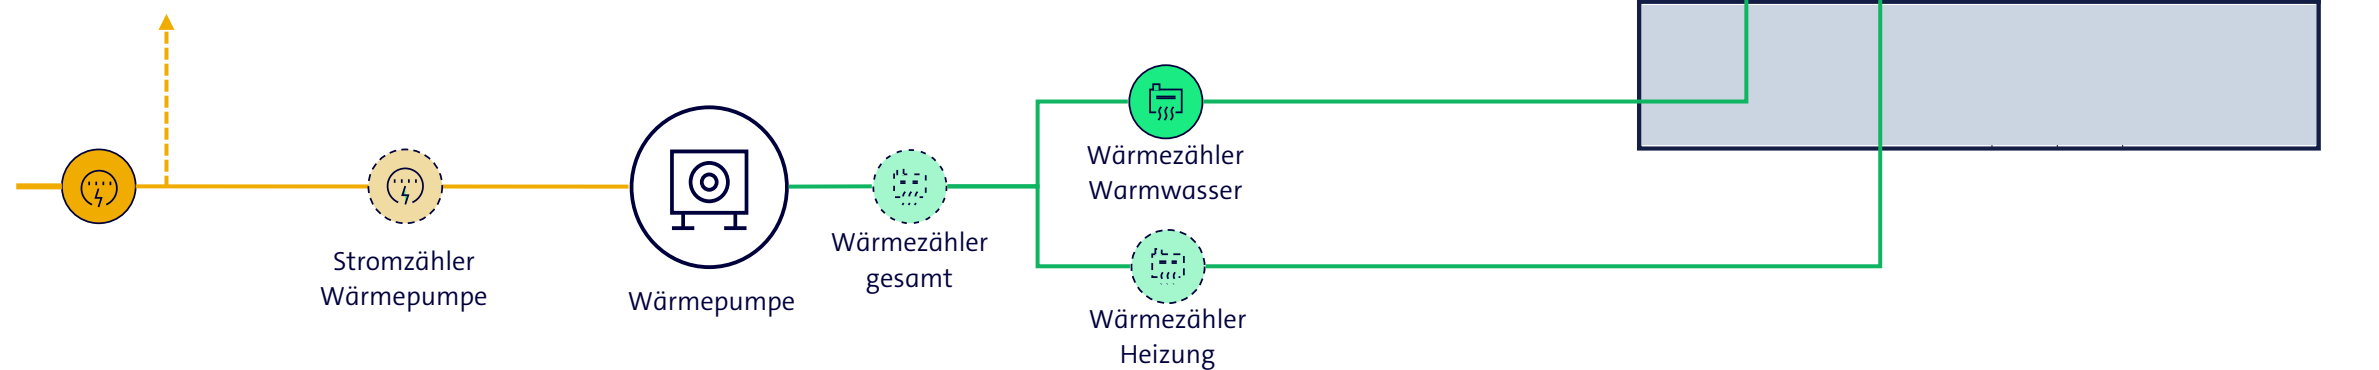 Stromzähler
Wärmepumpe
Wärmepumpe
Wärmezähler
gesamt
Wärmezähler
Warmwasser
Wärmezähler
Heizung